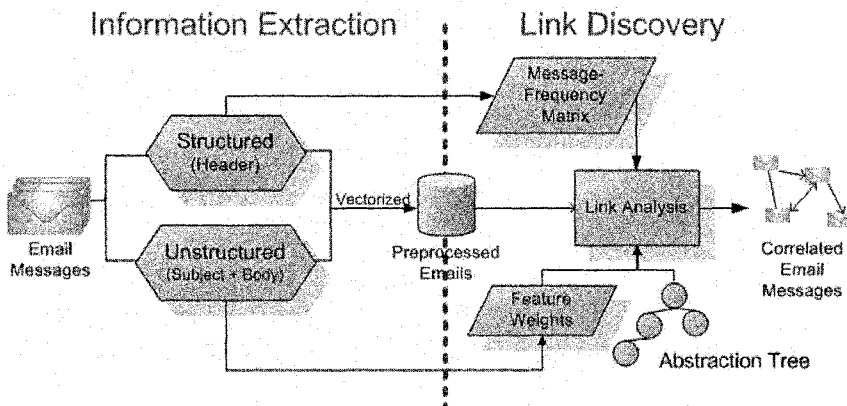 Information Extraction
Link Discovery
Message-
Frequency
Matrix
Structured
(Header)
Vectorized
Email
Messages
Unstructured
(Subject + Body)
Preprocessed
Emails
Link Analysis
Correlated
Email
Messages
Feature
Weights
Abstraction Tree